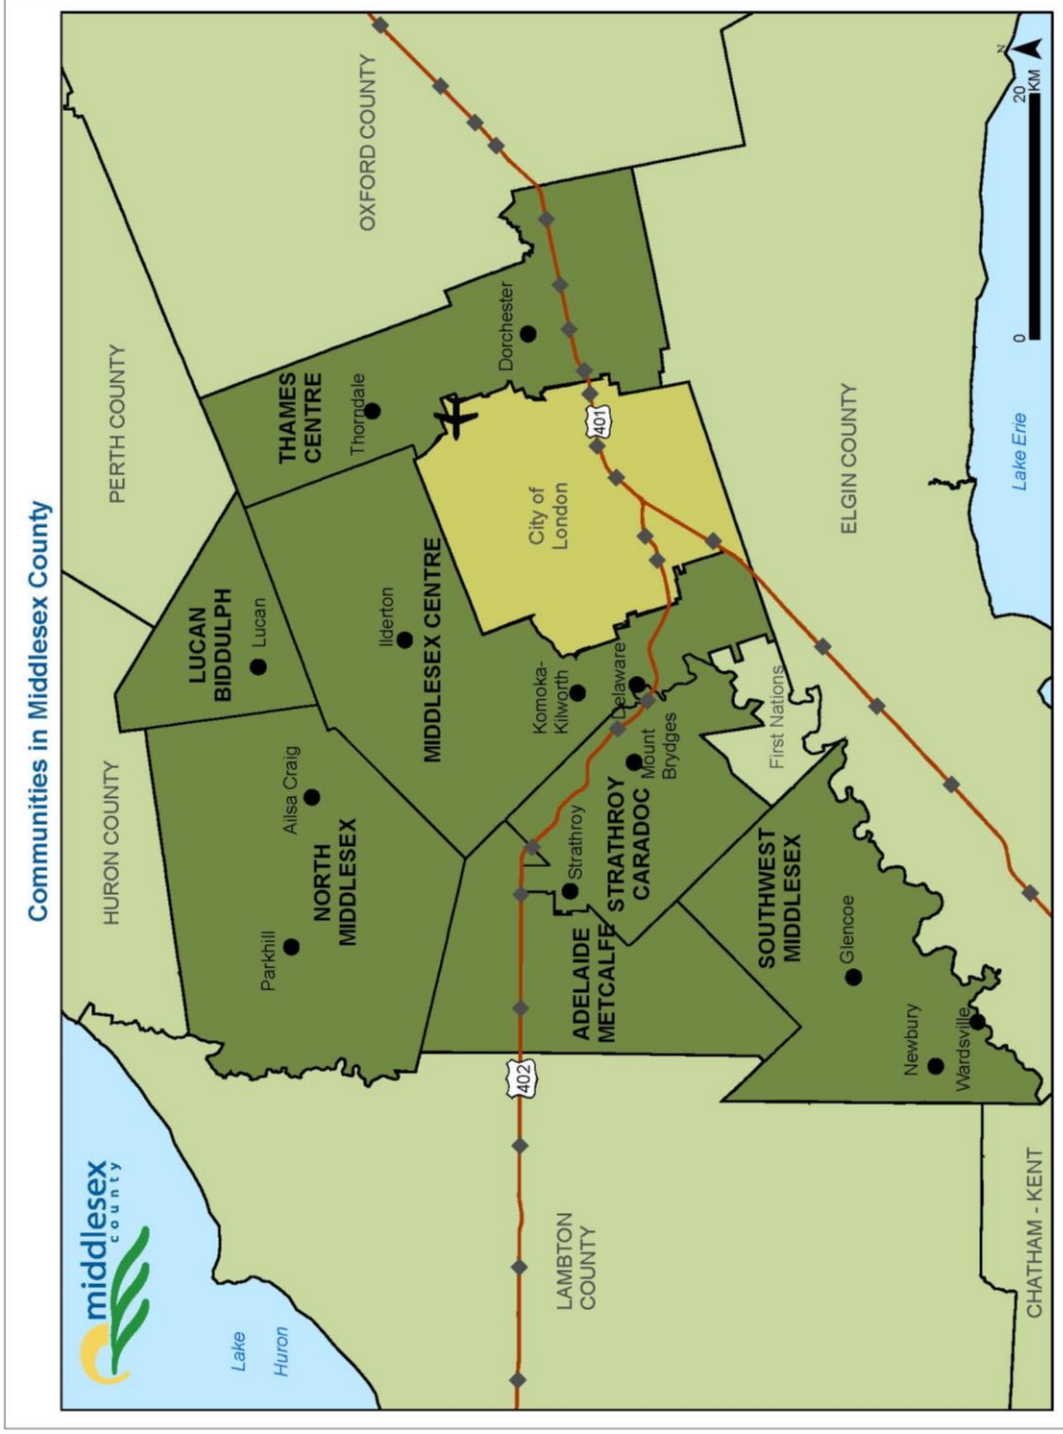 Communities in Middlesex County
middlesex
county
Lake
Huron
HURON COUNTY
PERTH COUNTY
OXFORD COUNTY
LUCAN
BIDDULPH
Lucan
THAMES
CENTRE
Thorndale
Dorchester
Parkhill
Ailsa Craig
NORTH
MIDDLESEX
Ilderton
MIDDLESEX CENTRE
City of
London
401
402
Komoka-
Kilworth
Delaware
Mount
Brydges
Strathroy
STRATHROY
CARADOC
ADELAIDE
METCALFE
LAMBTON
COUNTY
First Nations
SOUTHWEST
MIDDLESEX
Glencoe
Newbury
Wardsville
ELGIN COUNTY
CHATHAM - KENT
Lake Erie
N
0
20
KM